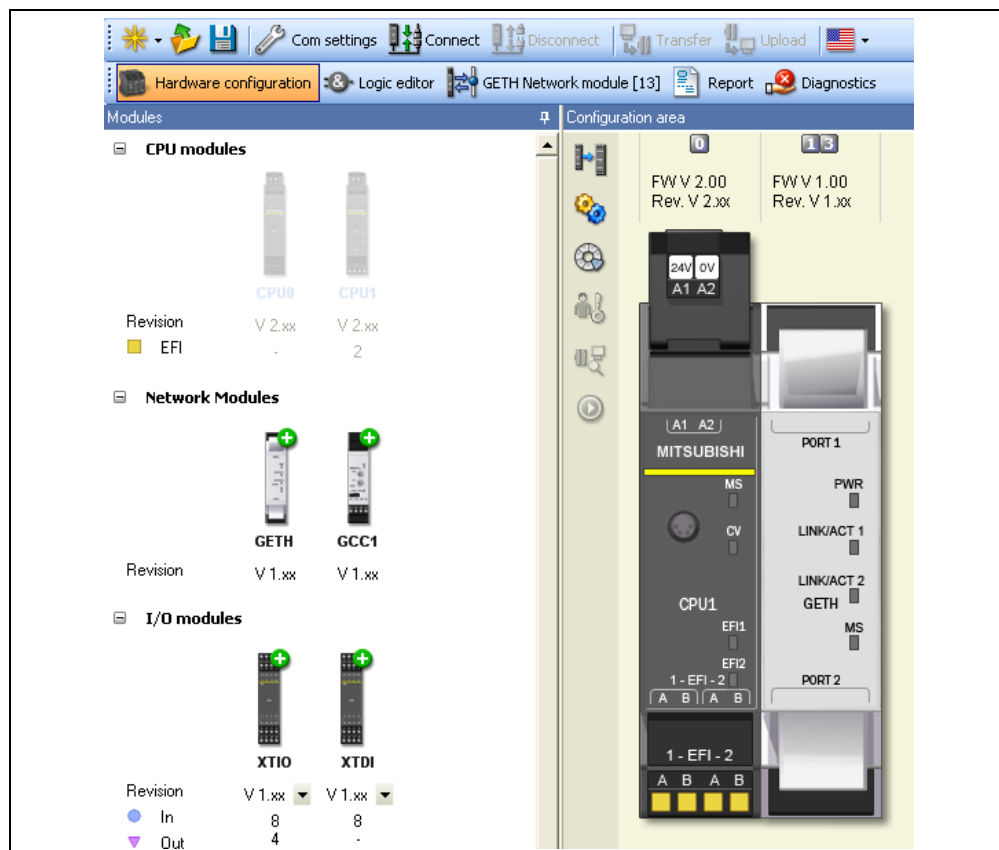 Com settings Connect Disconnect Transfer Upload
Hardware configuration & Logic editor GETH Network module [13] Report Diagnostics
Modules
CPU modules
CPU0 CPU1
Revision V 2.xx V 2.xx
EFI - 2
Network Modules
GETH GCC1
Revision V 1.xx V 1.xx
I/O modules
XTIO XTDI
Revision V 1.xx V 1.xx
In 8 8
Out 4 -
Configuration area
0 13
FW V 2.00 FW V 1.00
Rev. V 2.xx Rev. V 1.xx
24V 0V
A1 A2
A1 A2
MITSUBISHI
MS
CV
CPU1
EFI1
EFI2
1 - EFI - 2
A B A B
1 - EFI - 2
A B A B
PORT 1
PWR
LINK/ACT 1
LINK/ACT 2
GETH
MS
PORT 2